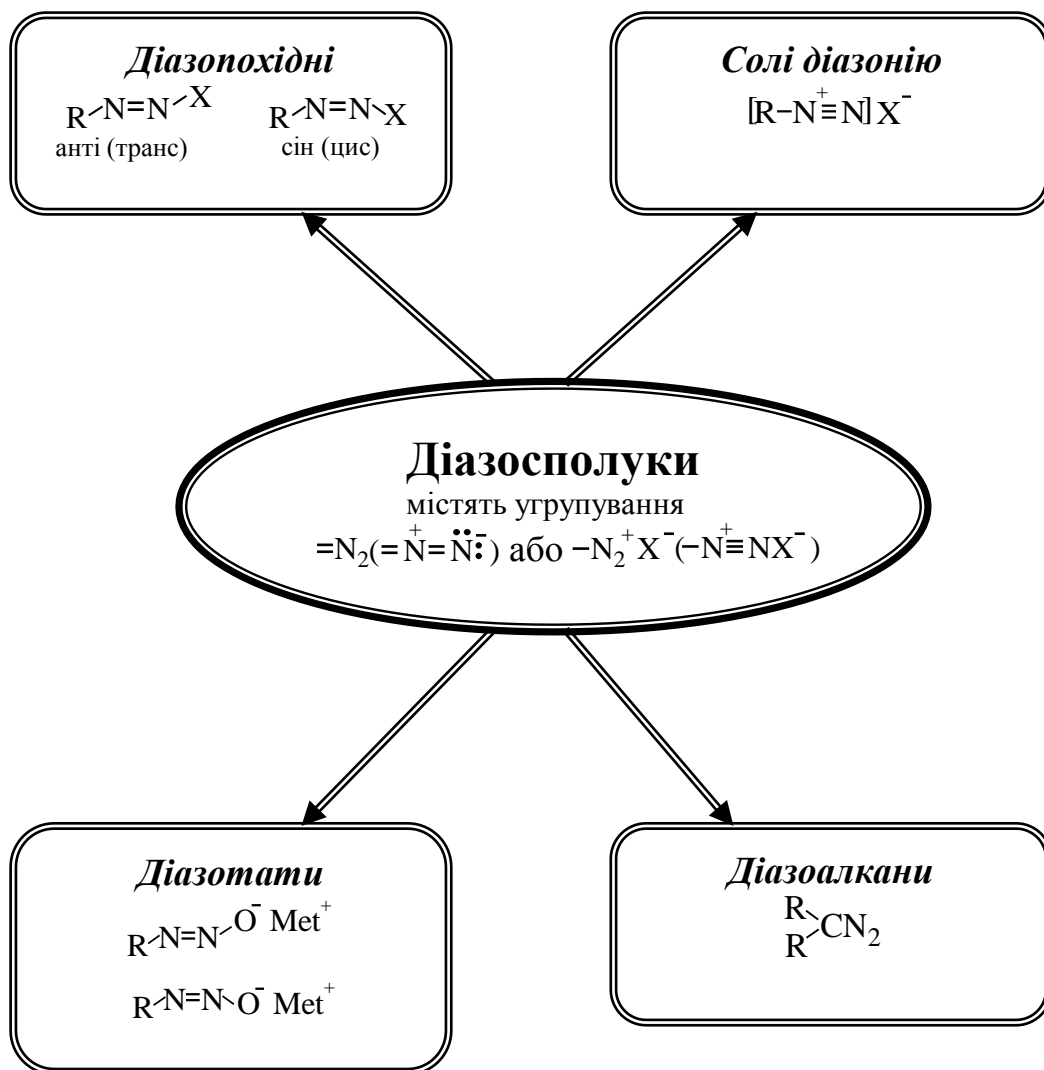 Діазопохідні
R-N=N-X R-N=N-X
анті (транс) сін (цис)
Солі діазонію
[R-N⁺≡N]X⁻
Діазосполуки
містять угрупування
=N₂(=N⁺=N̈:⁻) або -N₂⁺X⁻(-N⁺≡NX⁻)
Діазотати
R-N=N-O⁻ Met⁺
R-N=N-O⁻ Met⁺
Діазоалкани
R
R>CN₂